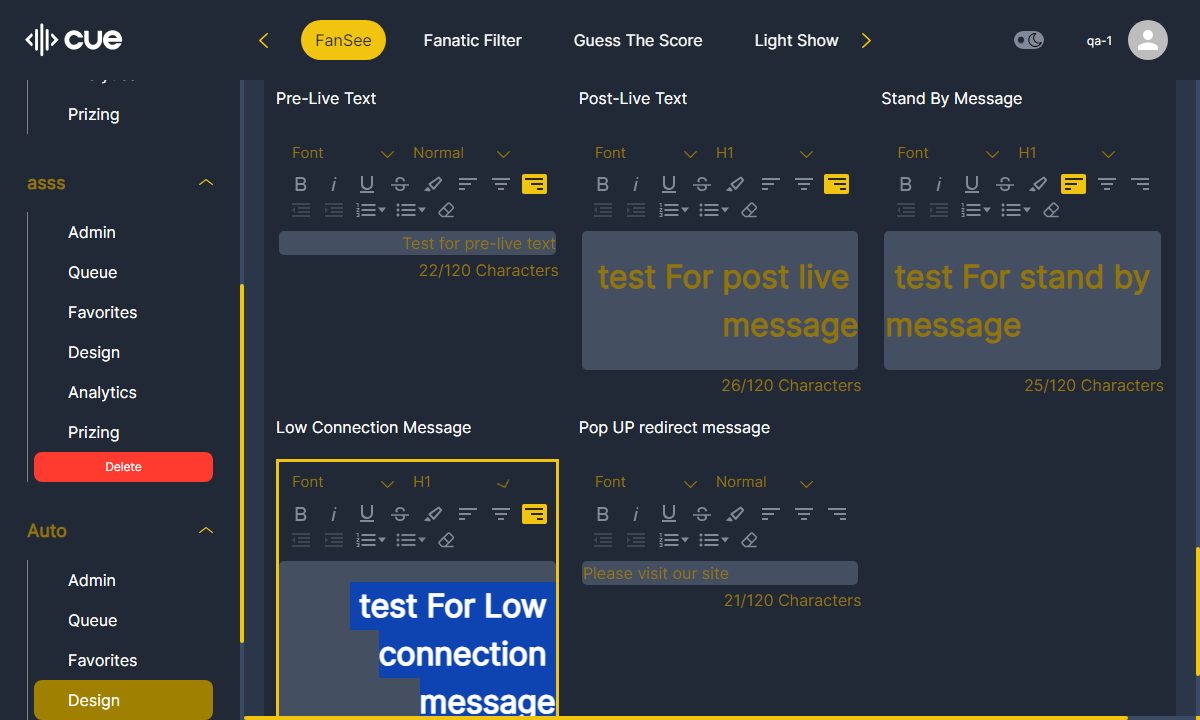 cue
FanSee
Fanatic Filter
Guess The Score
Light Show
qa-1
Prizing
asss
Admin
Queue
Favorites
Design
Analytics
Prizing
Delete
Auto
Admin
Queue
Favorites
Design
Pre-Live Text
Font Normal
B i U S
Test for pre-live text
22/120 Characters
Post-Live Text
Font H1
B i U S
test For post live
message
26/120 Characters
Stand By Message
Font H1
B i U S
test For stand by
message
25/120 Characters
Low Connection Message
Font H1
B i U S
test For Low
connection
message
Pop UP redirect message
Font Normal
B i U S
Please visit our site
21/120 Characters